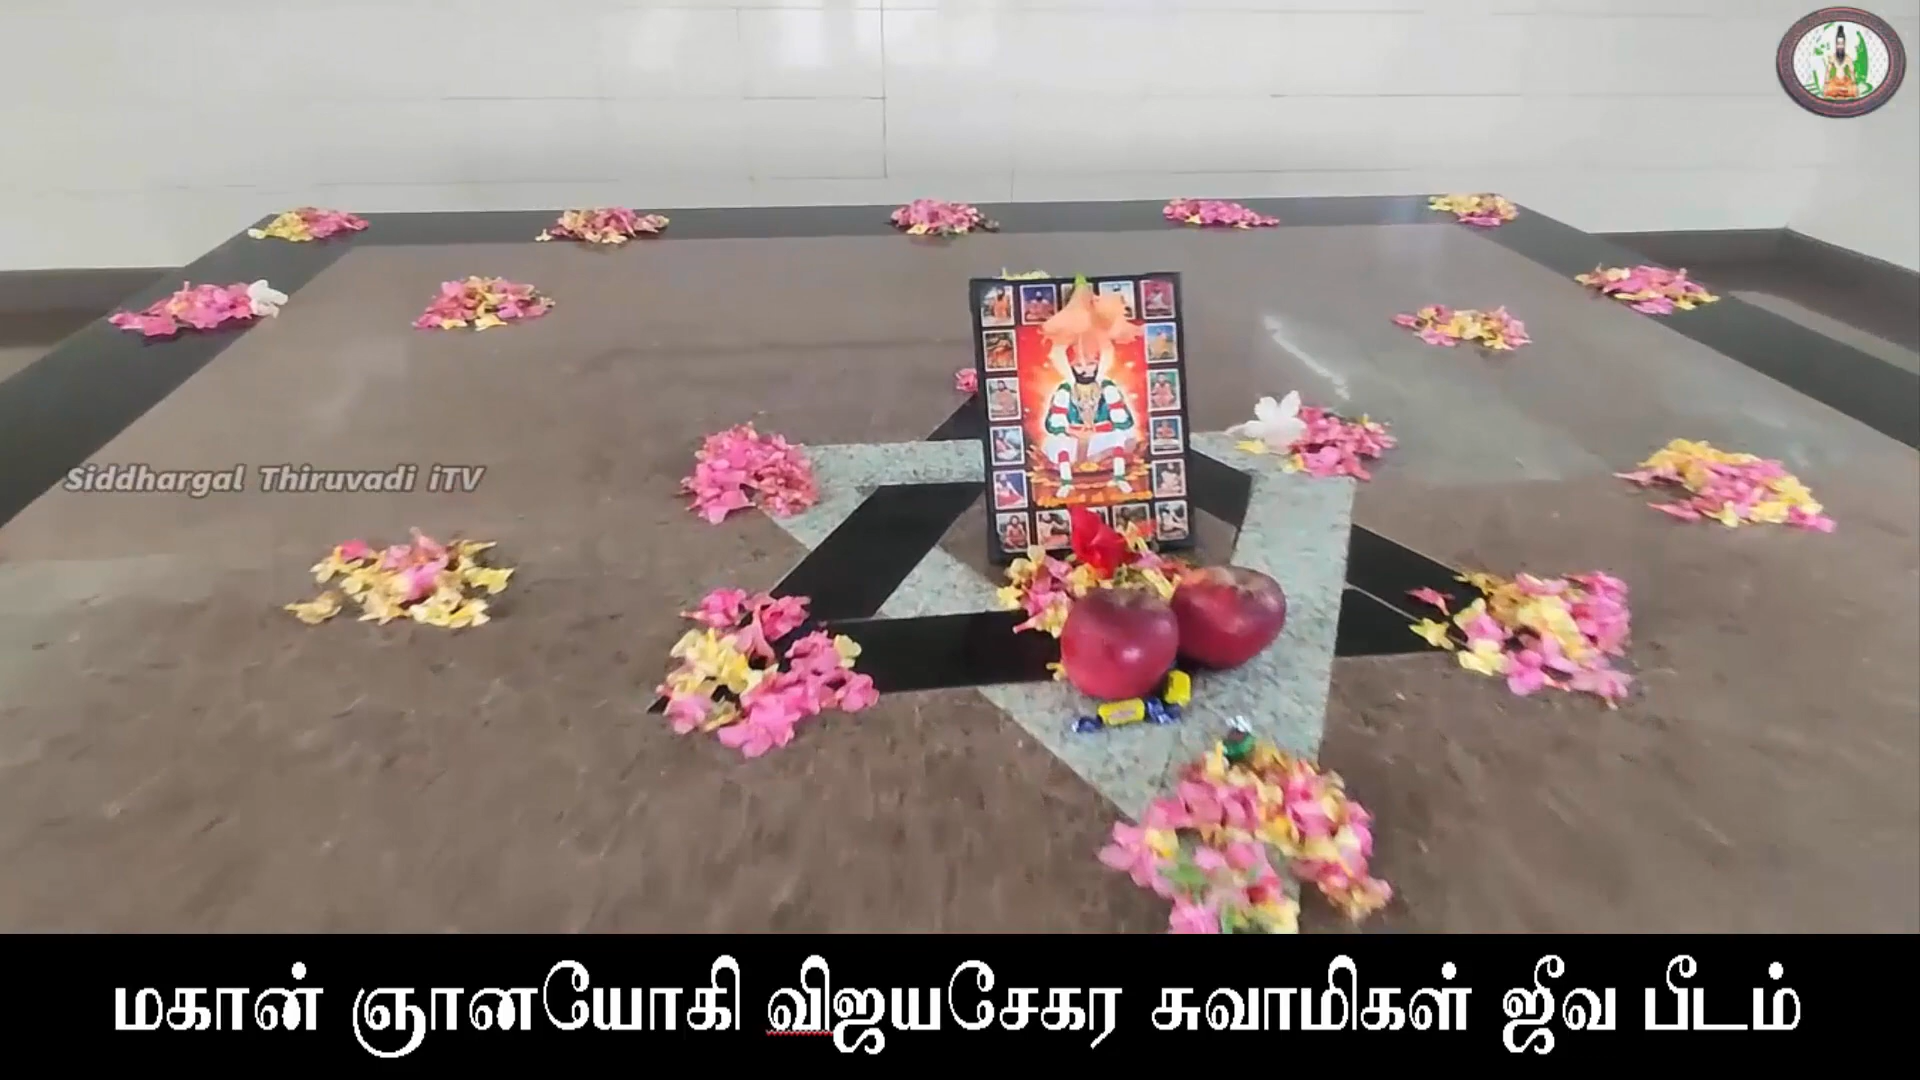 Siddhargal Thiruvadi iTV
மகான் ஞானயோகி விஜயசேகர சுவாமிகள் ஜீவ பீடம்